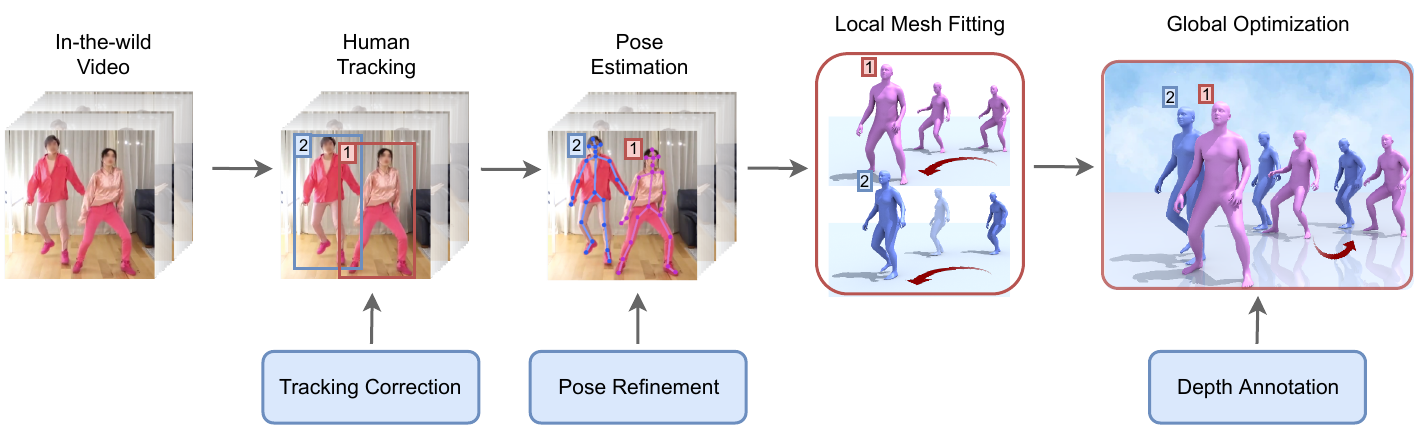 In-the-wild
Video
Human
Tracking
Pose
Estimation
Local Mesh Fitting
Global Optimization
2
1
2
1
1
2
2
1
Tracking Correction
Pose Refinement
Depth Annotation